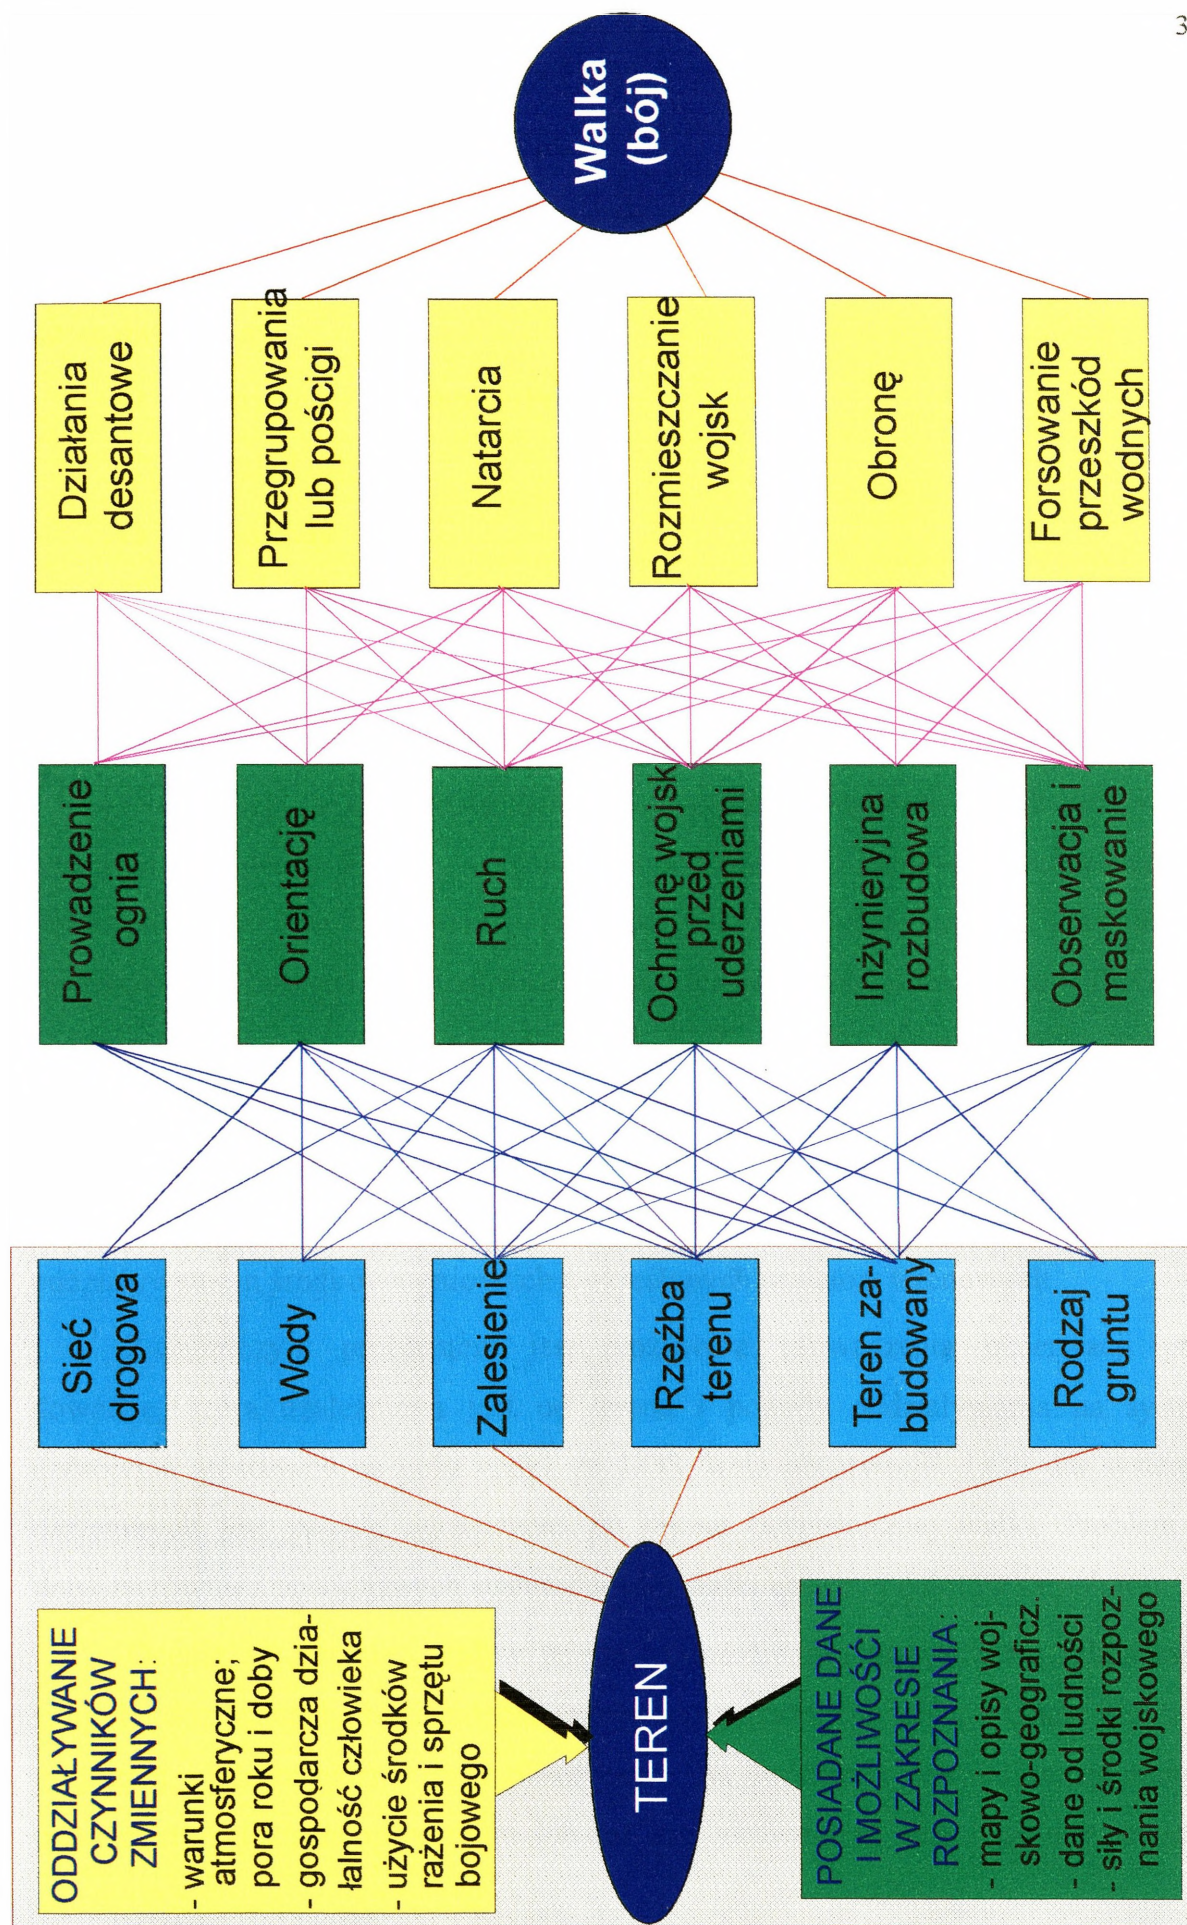 3
ODDZIAŁYWANIE
CZYNNIKÓW
ZMIENNYCH:
- warunki
atmosferyczne;
pora roku i doby
- gospodarcza dzia-
łalność człowieka
- użycie środków
rażenia i sprzętu
bojowego
TEREN
POSIADANE DANE
I MOŻLIWOŚCI
W ZAKRESIE
ROZPOZNANIA:
- mapy i opisy woj-
skowo-geograficz.
- dane od ludności
- siły i środki rozpoz-
nania wojskowego
Sieć
drogowa
Wody
Zalesienie
Rzeźba
terenu
Teren za-
budowany
Rodzaj
gruntu
Prowadzenie
ognia
Orientację
Ruch
Ochronę wojsk
przed
uderzeniami
Inżynieryjna
rozbudowa
Obserwacja i
maskowanie
Działania
desantowe
Przegrupowania
lub pościgi
Natarcia
Rozmieszczanie
wojsk
Obronę
Forsowanie
przeszkód
wodnych
Walka
(bój)